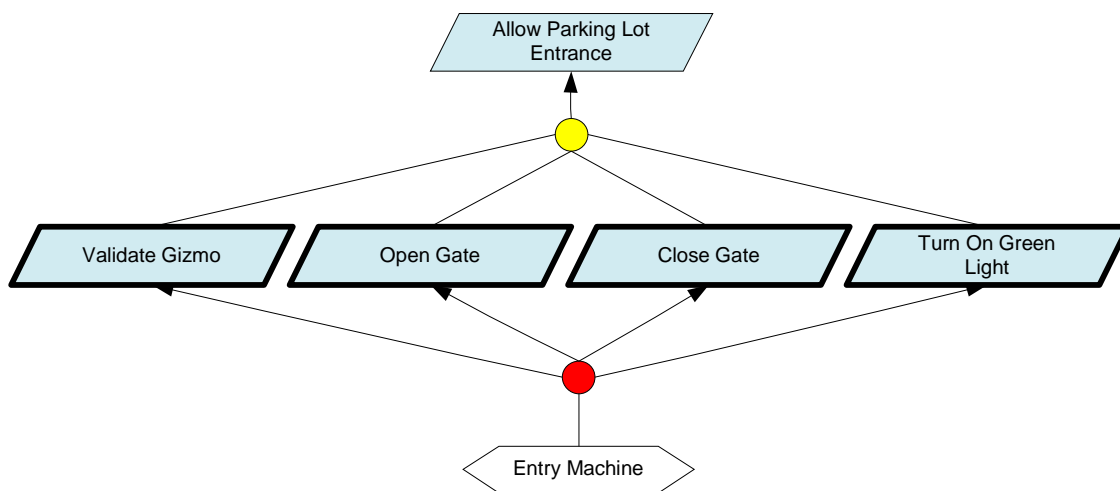 Allow Parking Lot
Entrance
Validate Gizmo
Open Gate
Close Gate
Turn On Green
Light
Entry Machine